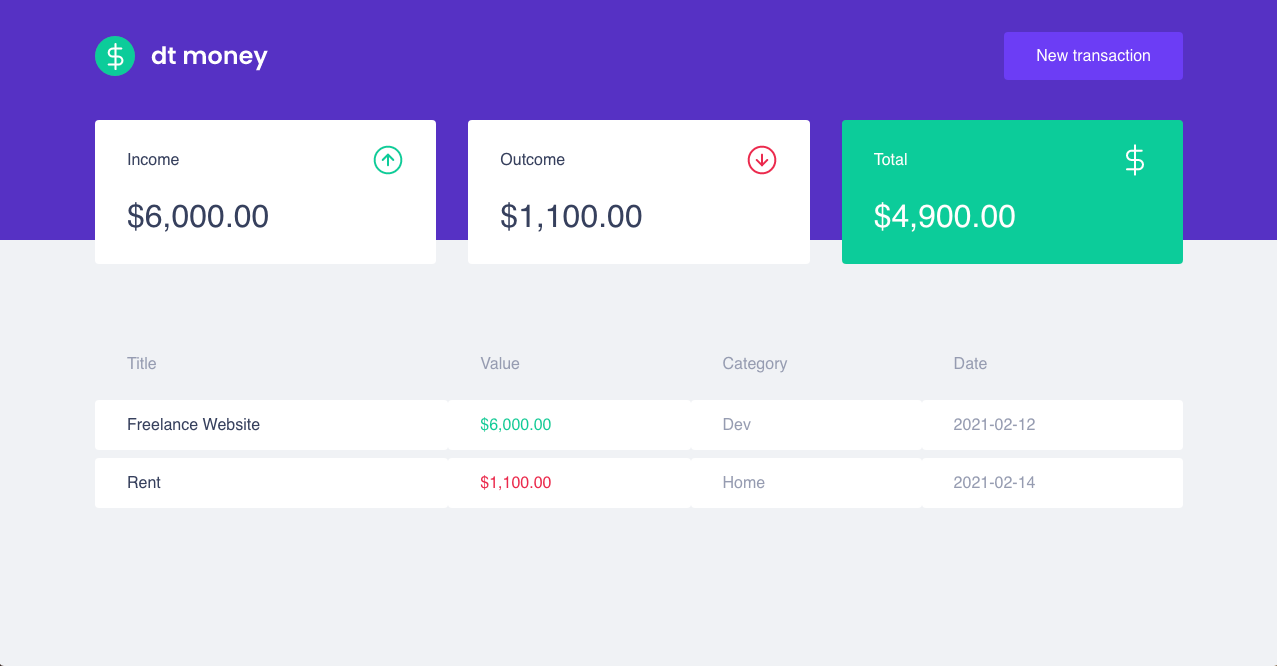 $ dt money
New transaction
Income
$6,000.00
Outcome
$1,100.00
Total
$
$4,900.00
Title Value Category Date
Freelance Website $6,000.00 Dev 2021-02-12
Rent $1,100.00 Home 2021-02-14